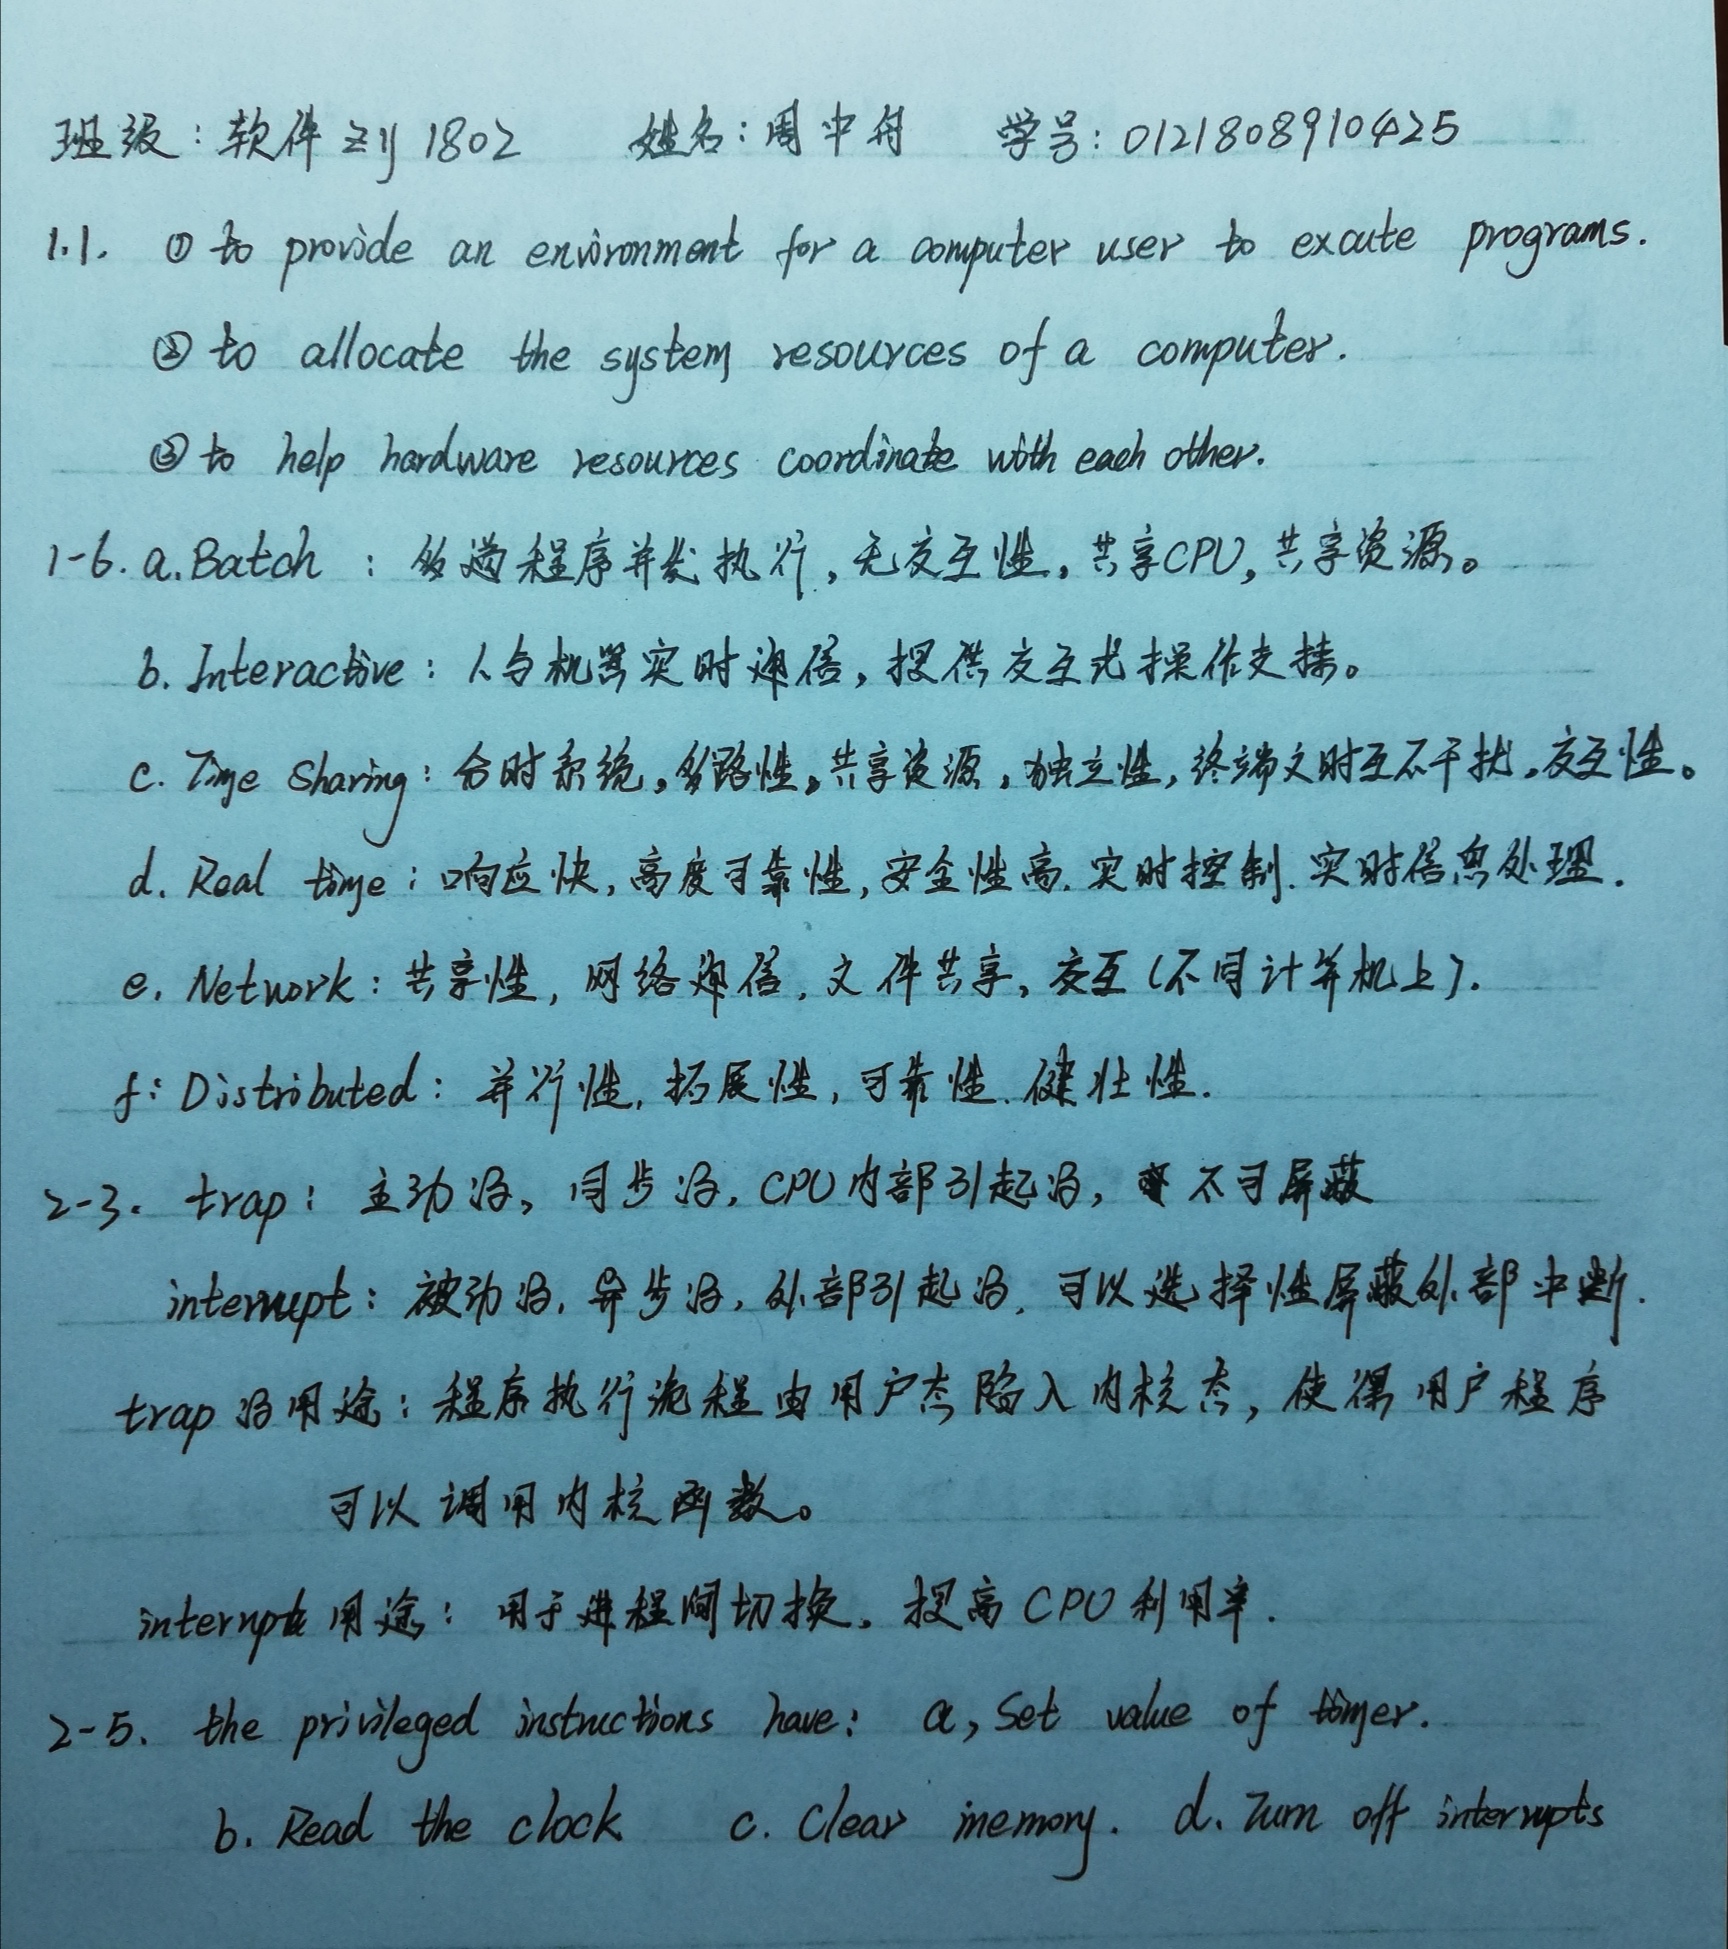 班级：软件zy1802 姓名：周中舟 学号：0121808910425
1.1. ① to provide an environment for a computer user to excute programs.
② to allocate the system resources of a computer.
③ to help hardware resources coordinate with each other.
1-6. a. Batch : 多道程序并发执行，无交互性，共享CPU，共享资源。
b. Interactive: 人与机器实时通信，提供交互式操作支持。
c. Time Sharing: 分时系统，多路性，共享资源，独立性，终端交时互不干扰，交互性。
d. Real time: 响应快，高度可靠性，安全性高. 实时控制. 实时信息处理.
e. Network: 共享性，网络通信，文件共享，交互(不同计算机上).
f: Distributed: 并行性，拓展性，可靠性. 健壮性.
2-3. trap: 主动的，同步的，CPU内部引起的， 不可屏蔽
interrupt: 被动的，异步的，外部引起的，可以选择性屏蔽外部中断.
trap的用途：程序执行流程由用户态陷入内核态，使得用户程序
可以调用内核函数。
interrupt用途：用于进程间切换，提高CPU利用率.
2-5. the privileged instructions have: a, Set value of timer.
b. Read the clock c. Clear memory. d. Turn off interrupts